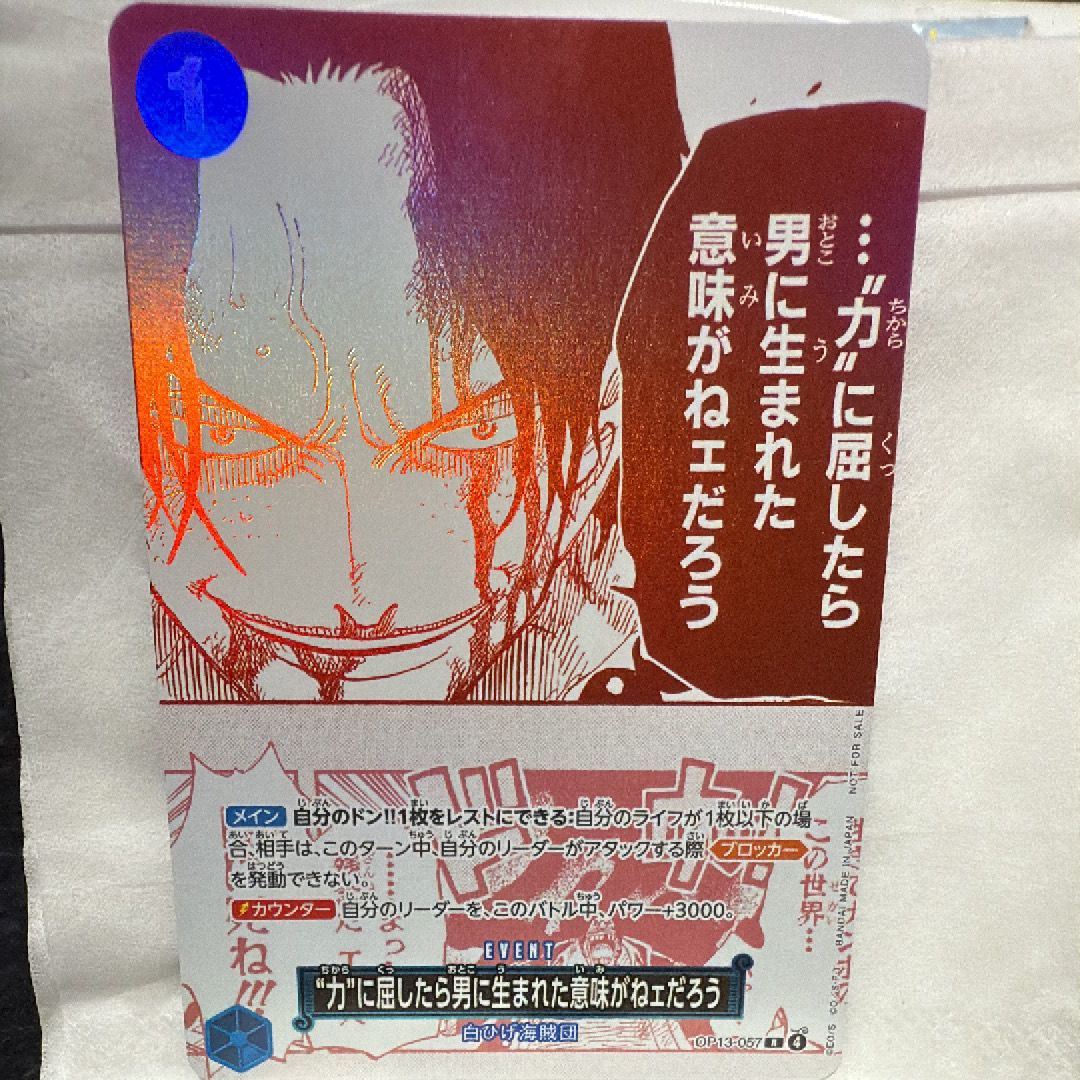 1
…“力”に屈したら
男に生まれた
意味がねェだろう
メイン 自分のドン!!1枚をレストにできる:自分のライフが1枚以下の場
合、相手は、このターン中、自分のリーダーがアタックする際 ブロッカー
を発動できない。
カウンター 自分のリーダーを、このバトル中、パワー+3000。
この世界…
ね!!!
EVENT
“力”に屈したら男に生まれた意味がねェだろう
白ひげ海賊団
OP13-057 R 4
NOT FOR SALE
BANDAI MADE IN JAPAN